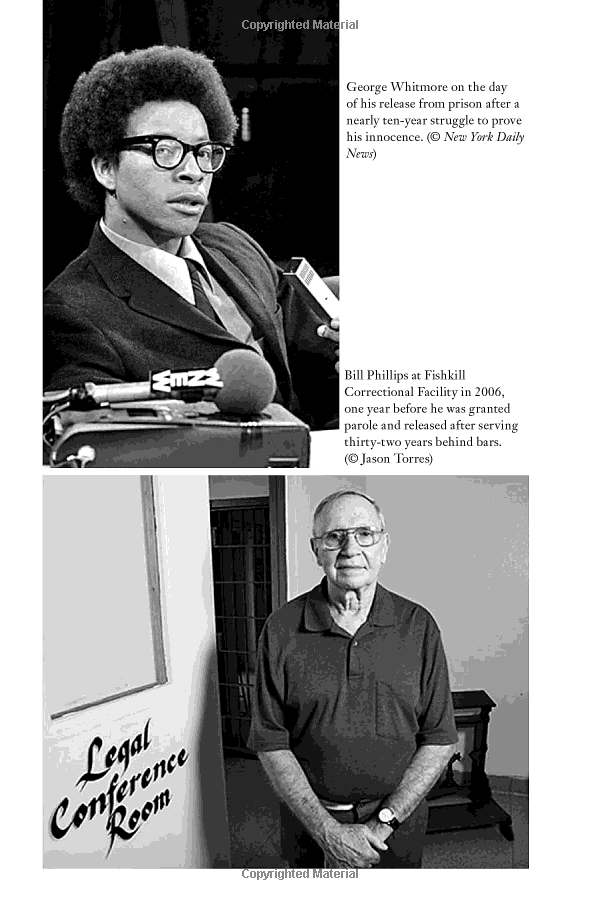 Copyrighted Material
George Whitmore on the day
of his release from prison after a
nearly ten-year struggle to prove
his innocence. (© New York Daily
News)
WNEW
Bill Phillips at Fishkill
Correctional Facility in 2006,
one year before he was granted
parole and released after serving
thirty-two years behind bars.
(© Jason Torres)
Legal
Conference
Room
Copyrighted Material